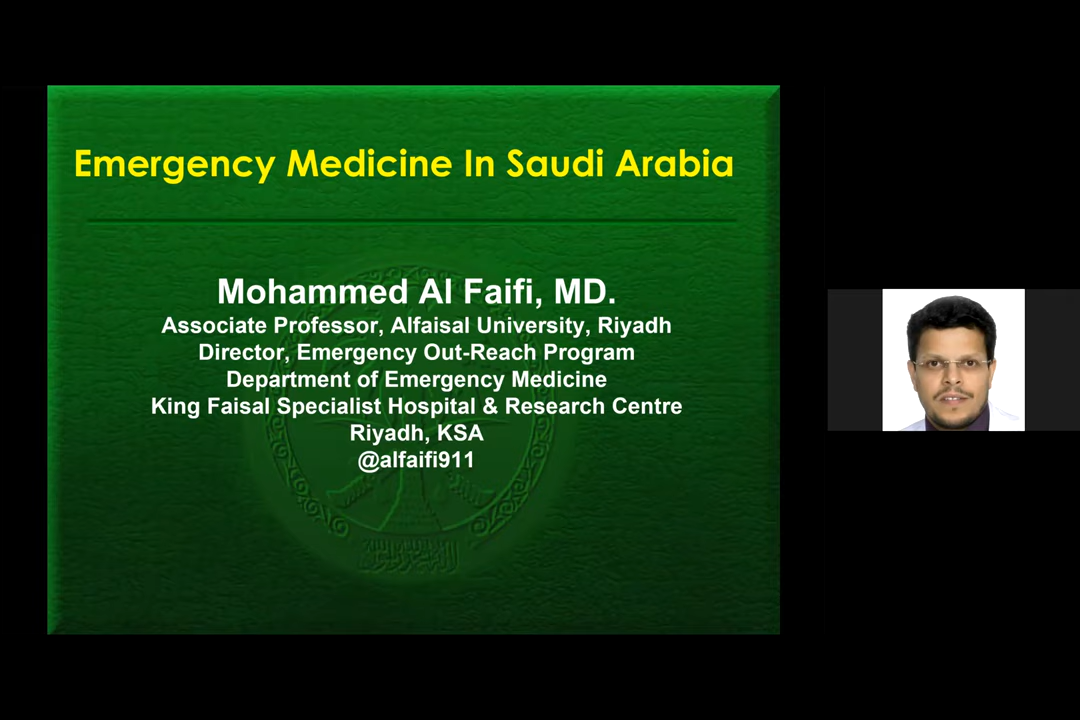 Emergency Medicine In Saudi Arabia
Mohammed Al Faifi, MD.
Associate Professor, Alfaisal University, Riyadh
Director, Emergency Out-Reach Program
Department of Emergency Medicine
King Faisal Specialist Hospital & Research Centre
Riyadh, KSA
@alfaifi911